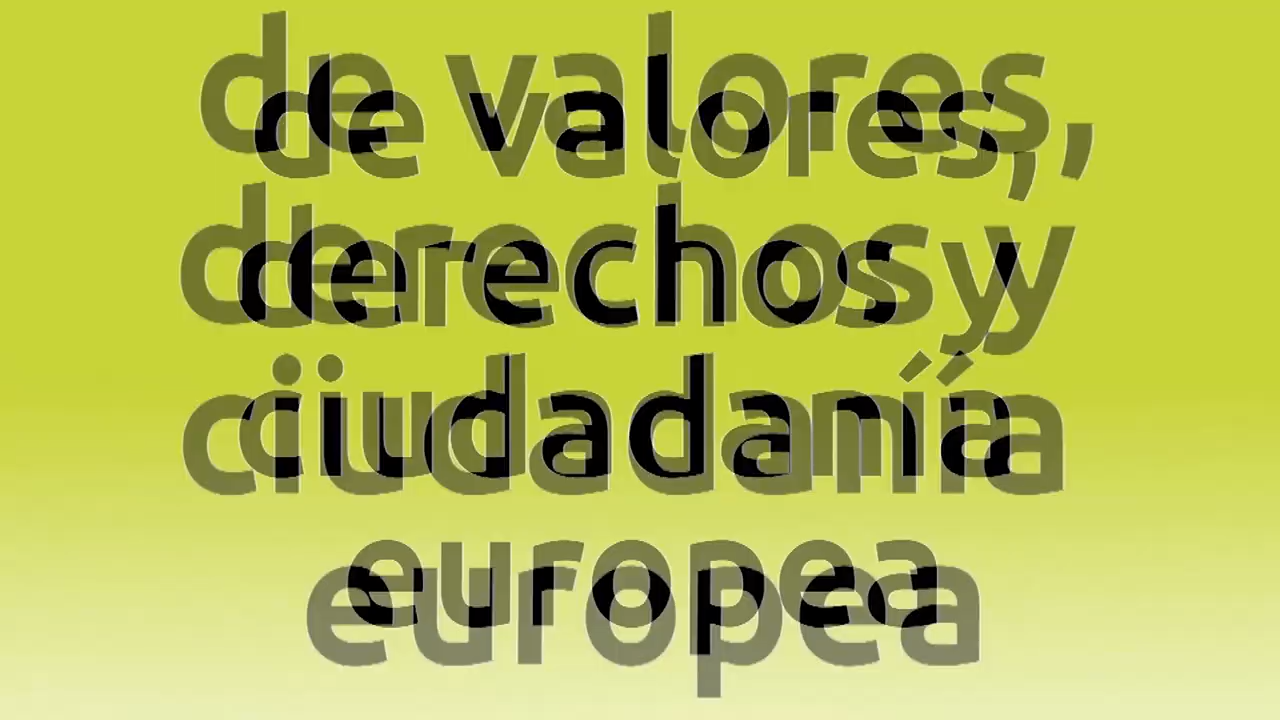 de valores,
derechos y
ciudadanía
europea